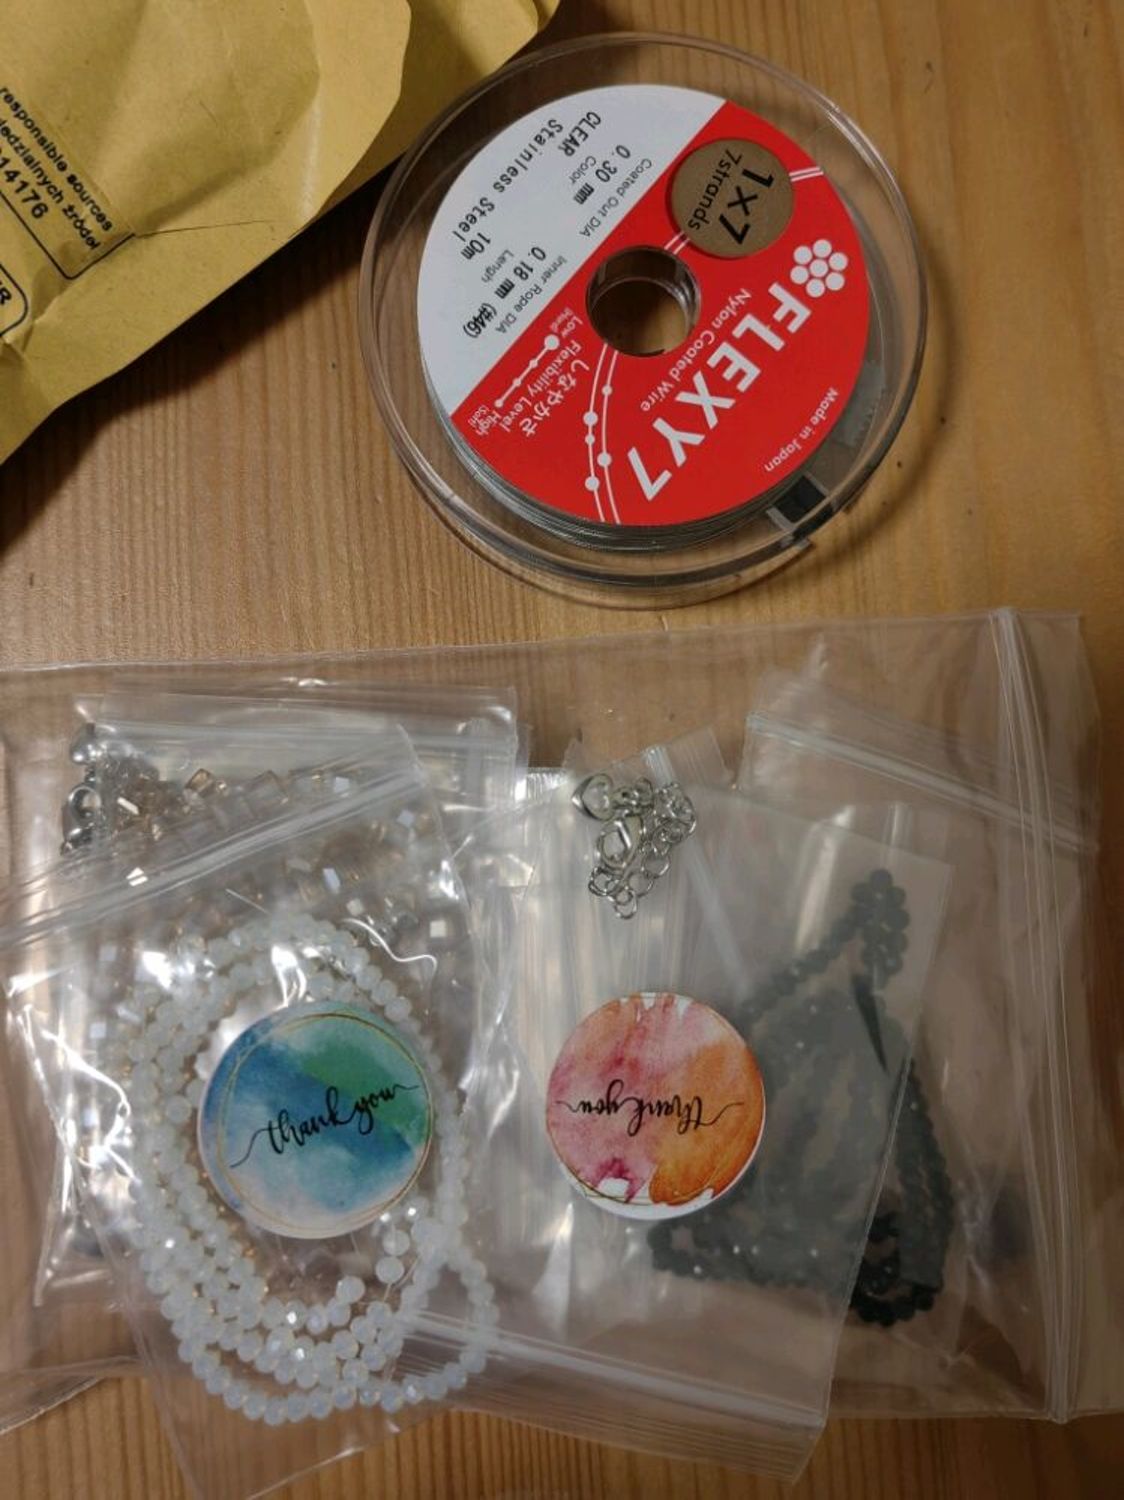 responsible sources
edzialnych źródeł
14176
1x7
7strands
FLEXY7
Nylon Coated Wire
Made in Japan
しなやかさ
Flexibility Level
Low
(Hard)
High
(Soft)
Coated Out DIA
0.30 mm
Color
CLEAR
Inner Rope DIA
0.18 mm (#46)
Lengh
10m
Stainless Steel
thank you
thank you